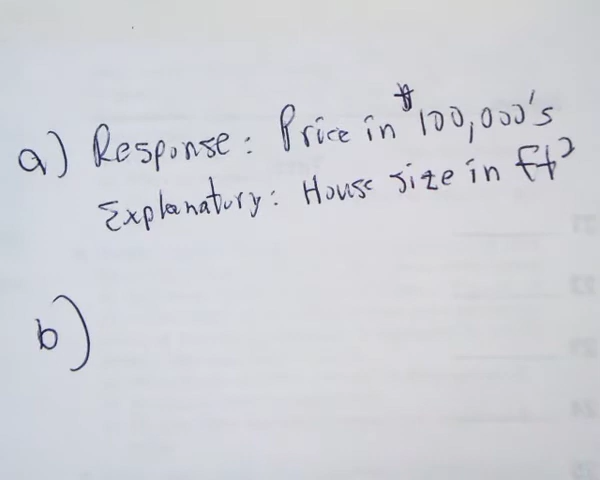 a) Response: Price in $100,000's
Explanatory: House size in ft²
b)